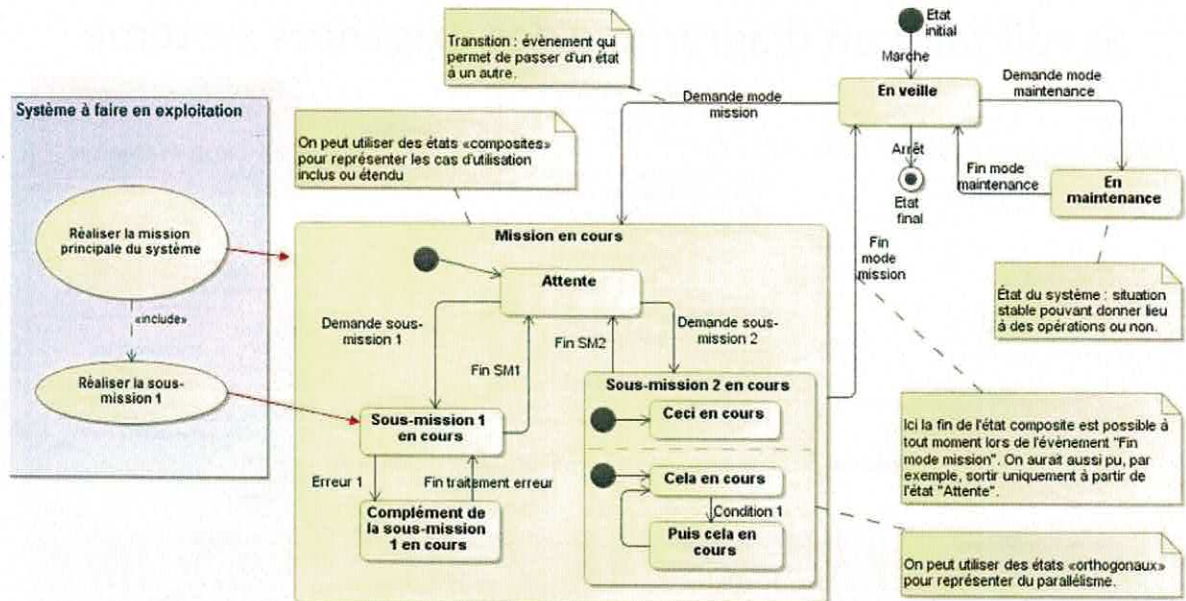 Etat
initial
Transition : évènement qui
permet de passer d'un état
à un autre.
Marche
Demande mode
maintenance
En veille
Demande mode
mission
Système à faire en exploitation
On peut utiliser des états «composites»
pour représenter les cas d'utilisation
inclus ou étendu
Arrêt
Fin mode
maintenance
Etat
final
En
maintenance
Réaliser la mission
principale du système
Mission en cours
Fin
mode
mission
Attente
État du système : situation
stable pouvant donner lieu
à des opérations ou non.
«include»
Demande sous-
mission 1
Fin SM1
Fin SM2
Demande sous-
mission 2
Réaliser la sous-
mission 1
Sous-mission 2 en cours
Ceci en cours
Sous-mission 1
en cours
Ici la fin de l'état composite est possible à
tout moment lors de l'évènement "Fin
mode mission". On aurait aussi pu, par
exemple, sortir uniquement à partir de
l'état "Attente".
Erreur 1
Fin traitement erreur
Cela en cours
Condition 1
Complément de
la sous-mission
1 en cours
Puis cela en
cours
On peut utiliser des états «orthogonaux»
pour représenter du parallélisme.